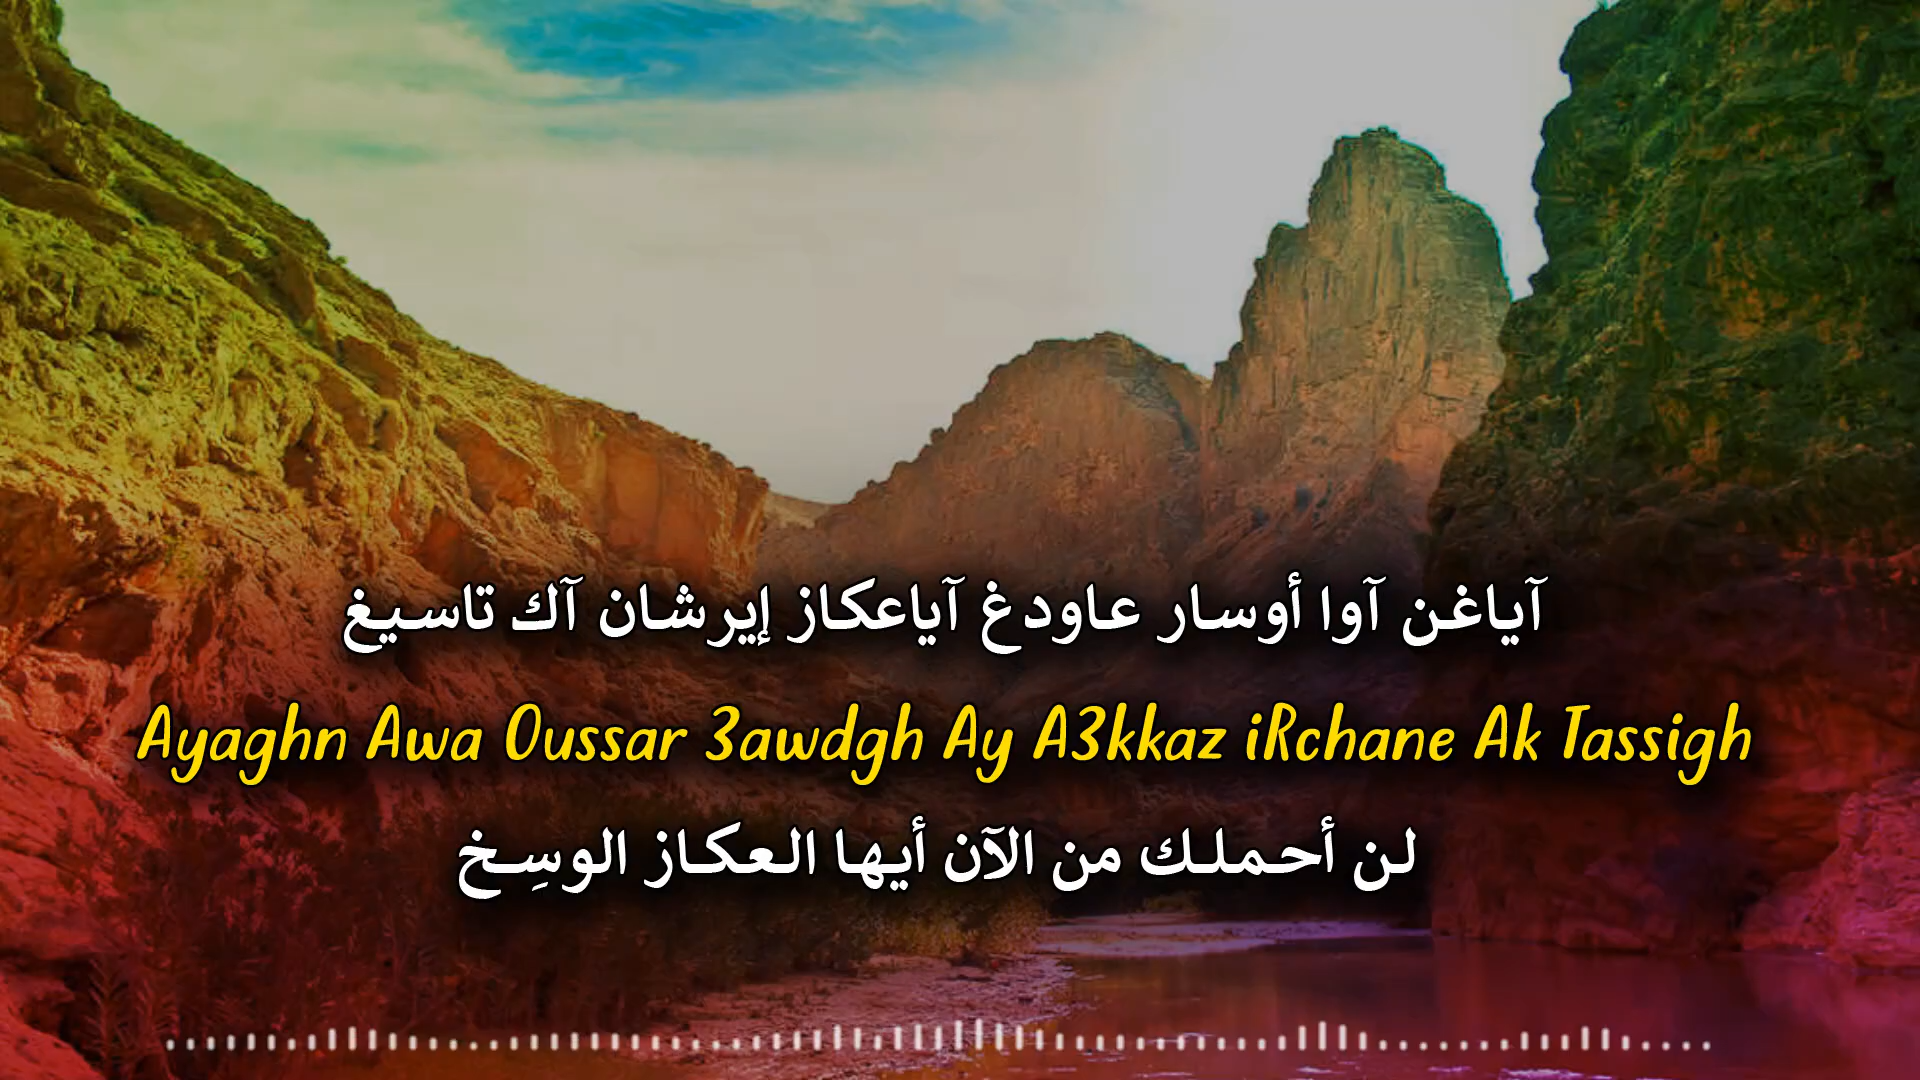 آياغن آوا أوسار عاودغ آياعكاز إيرشان آك تاسيغ
Ayaghn Awa Oussar 3awdgh Ay A3kkaz iRchane Ak Tassigh
لن أحملك من الآن أيها العكاز الوسِخ